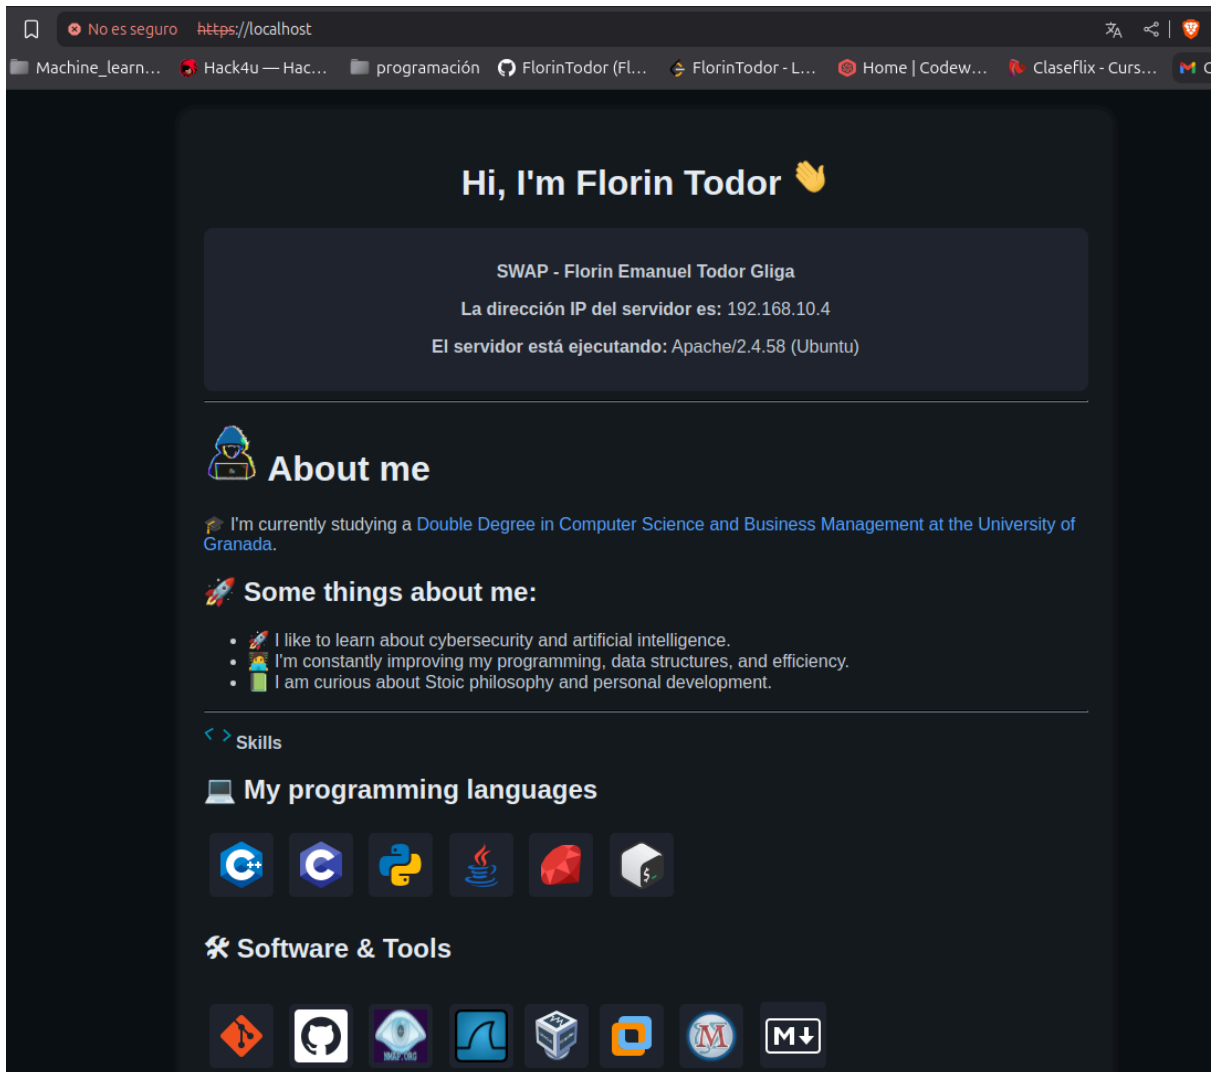 No es seguro https://localhost
Machine_learn... Hack4u — Hac... programación FlorinTodor (Fl... FlorinTodor - L... Home | Codew... Claseflix - Curs...
Hi, I'm Florin Todor 👋
SWAP - Florin Emanuel Todor Gliga
La dirección IP del servidor es: 192.168.10.4
El servidor está ejecutando: Apache/2.4.58 (Ubuntu)
About me
🎓 I'm currently studying a Double Degree in Computer Science and Business Management at the University of
Granada.
🚀 Some things about me:
• 🚀 I like to learn about cybersecurity and artificial intelligence.
• 🧑‍💻 I'm constantly improving my programming, data structures, and efficiency.
• 📗 I am curious about Stoic philosophy and personal development.
< > Skills
💻 My programming languages
C++ C $_
🛠 Software & Tools
NMAP.ORG M M↓